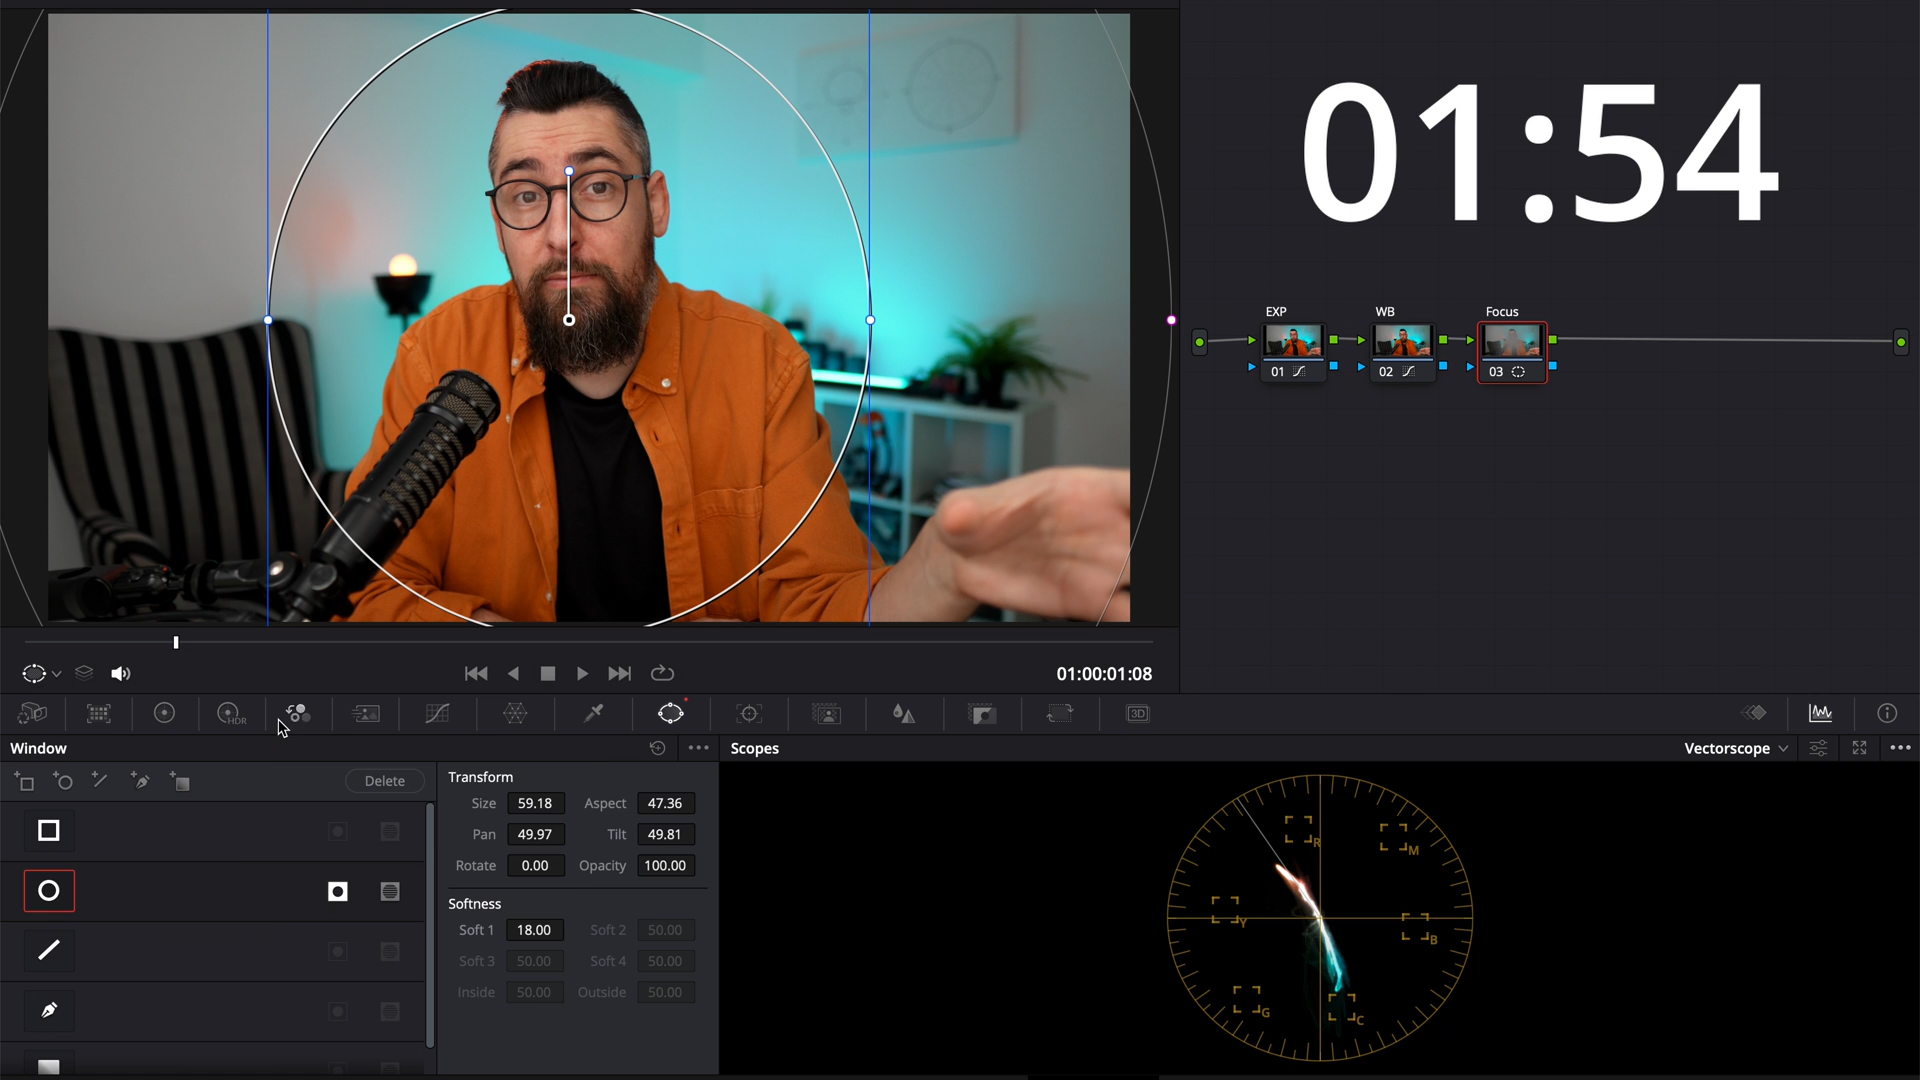 01:54
EXP
WB
Focus
01
02
03
01:00:01:08
HDR
3D
Window
Delete
Transform
Size 59.18 Aspect 47.36
Pan 49.97 Tilt 49.81
Rotate 0.00 Opacity 100.00
Softness
Soft 1 18.00 Soft 2 50.00
Soft 3 50.00 Soft 4 50.00
Inside 50.00 Outside 50.00
Scopes
Vectorscope
R
M
Y
B
G
C